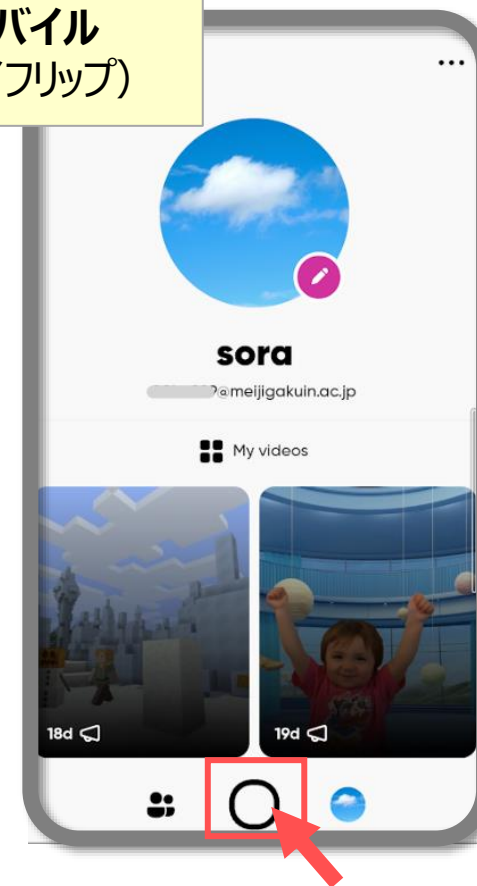 バイル
フリップ）
sora
@meijigakuin.ac.jp
My videos
18d
19d